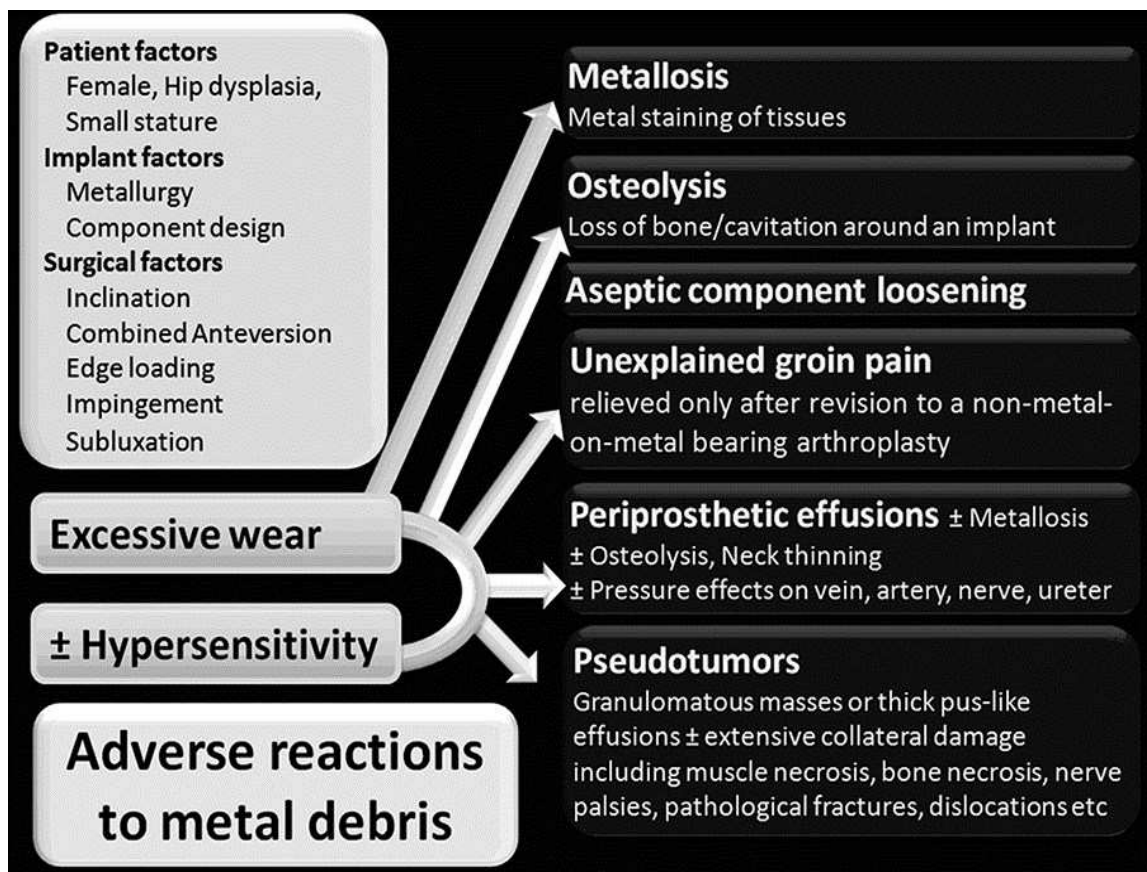 Patient factors
Female, Hip dysplasia,
Small stature
Implant factors
Metallurgy
Component design
Surgical factors
Inclination
Combined Anteversion
Edge loading
Impingement
Subluxation
Excessive wear
± Hypersensitivity
Adverse reactions
to metal debris
Metallosis
Metal staining of tissues
Osteolysis
Loss of bone/cavitation around an implant
Aseptic component loosening
Unexplained groin pain
relieved only after revision to a non-metal-
on-metal bearing arthroplasty
Periprosthetic effusions ± Metallosis
± Osteolysis, Neck thinning
± Pressure effects on vein, artery, nerve, ureter
Pseudotumors
Granulomatous masses or thick pus-like
effusions ± extensive collateral damage
including muscle necrosis, bone necrosis, nerve
palsies, pathological fractures, dislocations etc